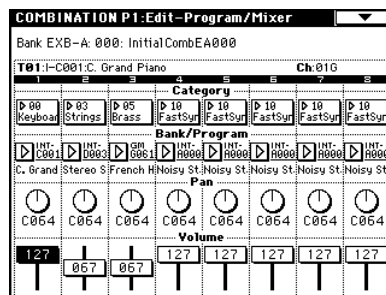 COMBINATION P1:Edit-Program/Mixer
Bank EXB-A: 000: InitialCombEA000
T01:I-C001:C. Grand Piano Ch:01G
1 2 3 4 5 6 7 8
Category
00 03 05 10 10 10 10 10
Keyboar Strings Brass FastSyn FastSyn FastSyn FastSyn FastSyn
Bank/Program
INT- INT- GM INT- INT- INT- INT- INT-
C001 D003 G061 A000 A000 A000 A000 A000
C. Grand Stereo S French H Noisy St Noisy St Noisy St Noisy St Noisy St
Pan
C064 C064 C064 C064 C064 C064 C064 C064
Volume
127 067 067 127 127 127 127 127